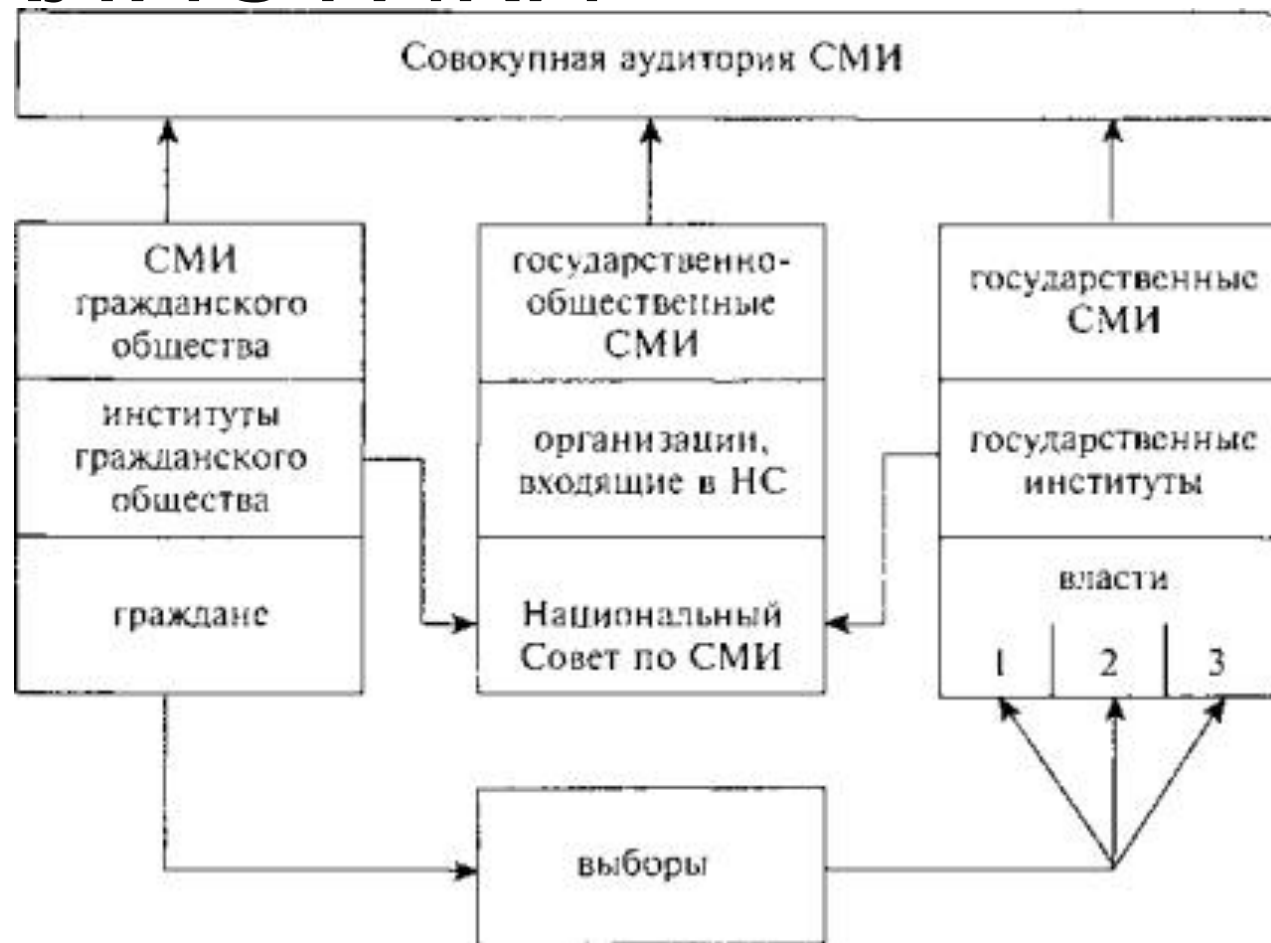 Совокупная аудитория СМИ
СМИ
гражданского
общества
государственно-
общественные
СМИ
государственные
СМИ
институты
гражданского
общества
организации,
входящие в НС
государственные
институты
граждане
Национальный
Совет по СМИ
власти
1 2 3
выборы